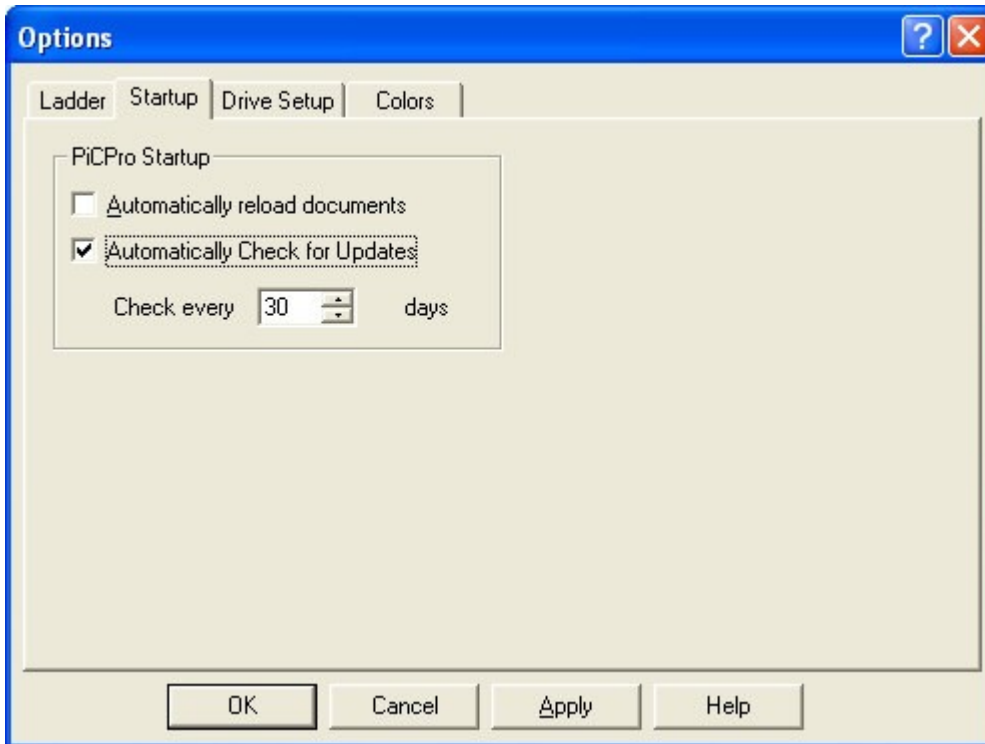 Options
Ladder Startup Drive Setup Colors
PiCPro Startup
Automatically reload documents
Automatically Check for Updates
Check every 30 days
OK Cancel Apply Help